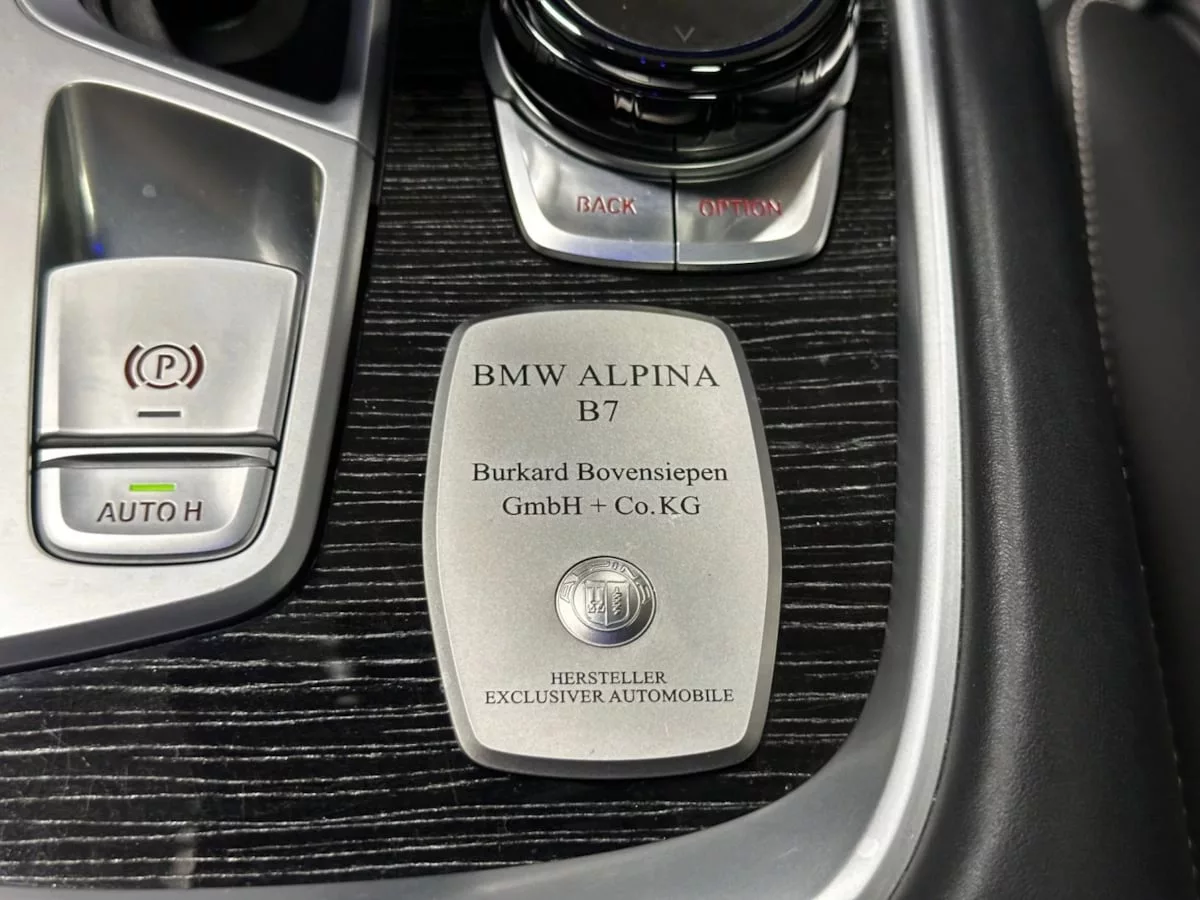 BACK
OPTION
P
AUTO H
BMW ALPINA
B7
Burkard Bovensiepen
GmbH + Co.KG
HERSTELLER
EXCLUSIVER AUTOMOBILE